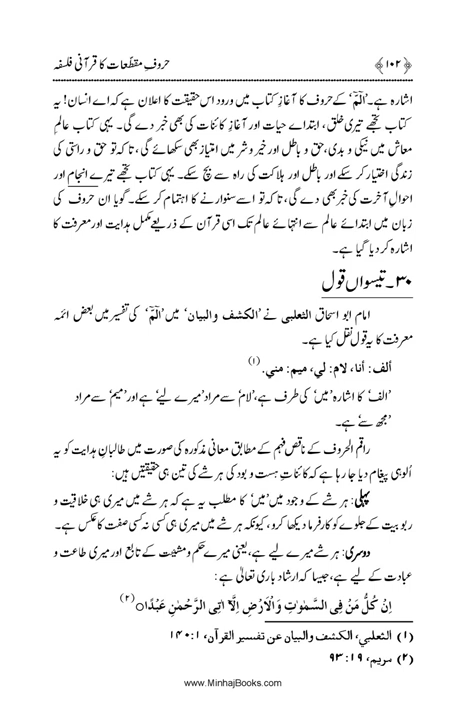 ﴿۱۰۲﴾ حروفِ مقطّعات کا قرآنی فلسفہ
اشارہ ہے۔ ’الٓمّٓ‘ کے حروف کا آغازِ کتاب میں ورود اس حقیقت کا اعلان ہے کہ اے انسان! یہ
کتاب تجھے تیری خلق، ابتداے حیات اور آغازِ کائنات کی بھی خبر دے گی۔ یہی کتاب عالمِ
معاش میں نیکی و بدی، حق و باطل اور خیر و شر میں امتیاز بھی سکھائے گی، تاکہ تو حق و راستی کی
زندگی اختیار کر سکے اور باطل اور ہلاکت کی راہ سے بچ سکے۔ یہی کتاب تجھے تیرے انجام اور
احوالِ آخرت کی خبر بھی دے گی، تاکہ تو اسے سنوارنے کا اہتمام کر سکے۔ گویا ان حروف کی
زبان میں ابتدائے عالم سے انتہائے عالم تک اسی قرآن کے ذریعے مکمل ہدایت اور معرفت کا
اشارہ کر دیا گیا ہے۔
۳۰۔ تیسواں قول
امام ابو اسحاق الثعلبی نے ’الکشف والبیان‘ میں ’الٓمّٓ‘ کی تفسیر میں بعض ائمہ
معرفت کا یہ قول نقل کیا ہے۔
ألف: أنا، لام: لي، ميم: مني. (۱)
’الف‘ کا اشارہ ’میں‘ کی طرف ہے، ’لام‘ سے مراد ’میرے لیے‘ ہے اور ’میم‘ سے مراد
’مجھ سے‘ ہے۔
راقم الحروف کے ناقص فہم کے مطابق معانی مذکورہ کی صورت میں طالبانِ ہدایت کو یہ
اُلوہی پیغام دیا جا رہا ہے کہ کائناتِ ہست و بود کی ہر شے کی تین ہی حقیقتیں ہیں:
پہلی: ہر شے کے وجود میں ’میں‘ کا مطلب یہ ہے کہ ہر شے میں میری ہی خلاقیت و
ربوبیت کے جلوے کو کارفرما دیکھا کرو، کیونکہ ہر شے میں میری ہی کسی نہ کسی صفت کا عکس ہے۔
دوسری: ہر شے میرے لیے ہے، یعنی میرے حکم و مشیّت کے تابع اور میری طاعت و
عبادت کے لیے ہے، جیسا کہ ارشادِ باری تعالیٰ ہے:
اِنْ كُلُّ مَنْ فِی السَّمٰوٰتِ وَالْاَرْضِ اِلَّآ اٰتِی الرَّحْمٰنِ عَبْدًا○ (۲)
(۱) الثعلبی، الکشف والبیان عن تفسیر القرآن، ۱: ۱۴۰
(۲) مریم، ۱۹: ۹۳
www.MinhajBooks.com